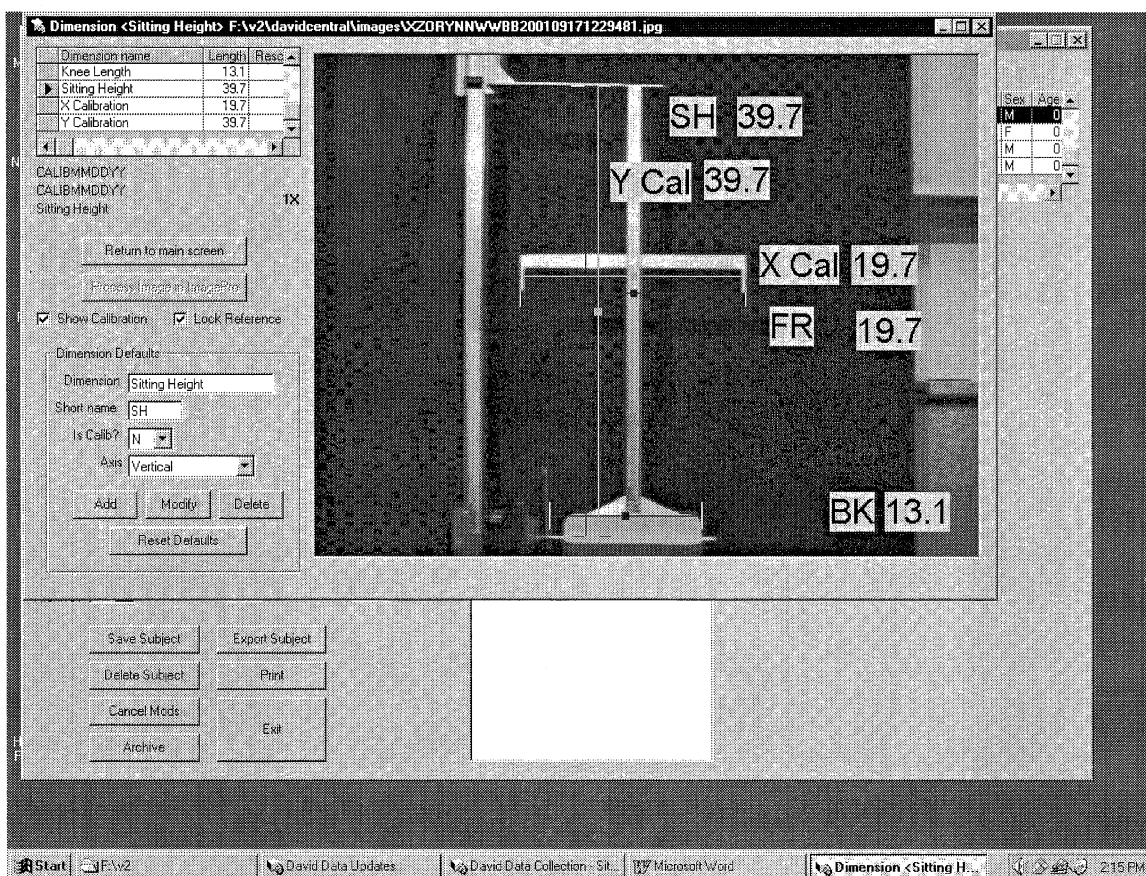 Dimension <Sitting Height> F:\v2\davidcentral\images\XZORYNNWWBB200109171229481.jpg
Dimension name Length Rese
Knee Length 13.1
Sitting Height 39.7
X Calibration 19.7
Y Calibration 39.7
CALIBMMDDYY
CALIBMMDDYY
Sitting Height
1X
Return to main screen
Process Image in ImagePro
Show Calibration Lock Reference
Dimension Defaults
Dimension Sitting Height
Short name SH
Is Calib? N
Axis Vertical
Add Modify Delete
Reset Defaults
SH 39.7
Y Cal 39.7
X Cal 19.7
FR 19.7
BK 13.1
Sex Age
M 0
F 0
M 0
M 0
Save Subject Export Subject
Delete Subject Print
Cancel Mods
Exit
Archive
Start F:\v2 David Data Updates David Data Collection - Sit... Microsoft Word Dimension <Sitting H... 2:15 PM